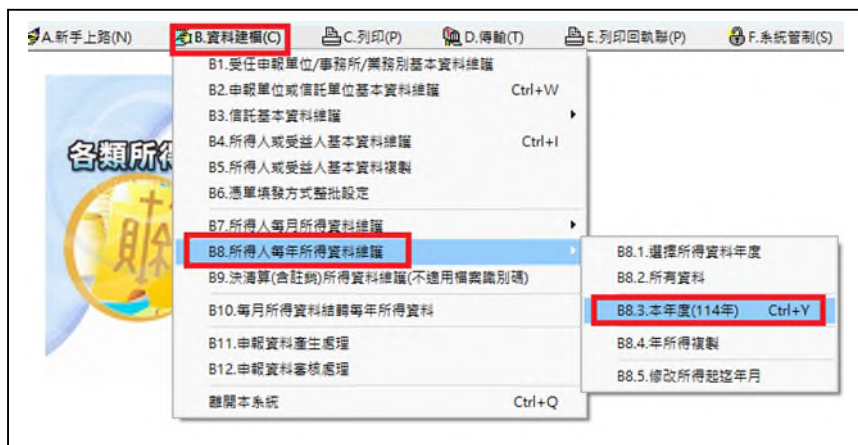 A.新手上路(N) B.資料建檔(C) C.列印(P) D.傳輸(T) E.列印回執聯(P) F.系統管制(S)
B1.受任申報單位/事務所/業務別基本資料維護
B2.申報單位或信託單位基本資料維護 Ctrl+W
B3.信託基本資料維護
B4.所得人或受益人基本資料維護 Ctrl+I
B5.所得人或受益人基本資料複製
B6.憑單填發方式整批設定
B7.所得人每月所得資料維護
B8.所得人每年所得資料維護
B9.決清算(含註銷)所得資料維護(不適用檔案識別碼)
B10.每月所得資料結轉每年所得資料
B11.申報資料產生處理
B12.申報資料審核處理
離開本系統 Ctrl+Q
B8.1.選擇所得資料年度
B8.2.所有資料
B8.3.本年度(114年) Ctrl+Y
B8.4.年所得複製
B8.5.修改所得起迄年月
各類所得